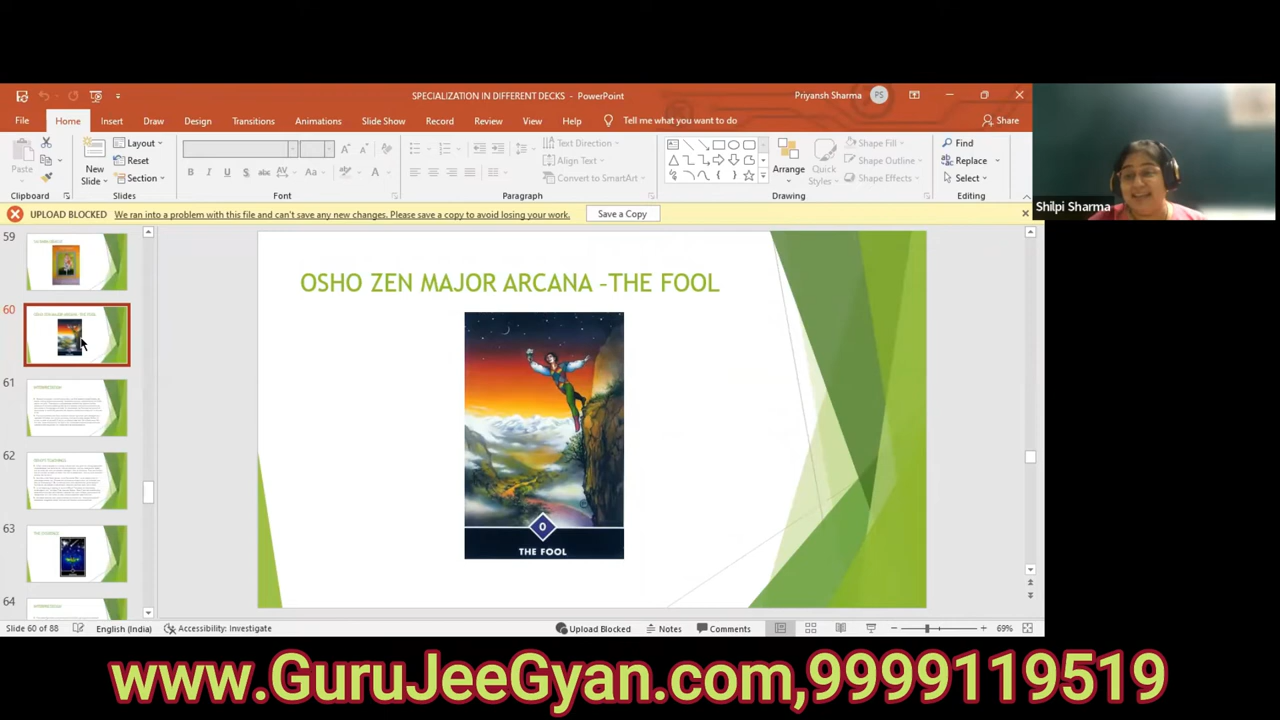 SPECIALIZATION IN DIFFERENT DECKS - PowerPoint
Priyansh Sharma
PS
File Home Insert Draw Design Transitions Animations Slide Show Record Review View Help Tell me what you want to do
Share
Paste
Clipboard
New Slide
Layout
Reset
Section
Slides
B I U S ab AV Aa A
Font
Paragraph
Text Direction
Align Text
Convert to SmartArt
Arrange
Quick Styles
Shape Fill
Shape Outline
Shape Effects
Drawing
Find
Replace
Select
Editing
Shilpi Sharma
UPLOAD BLOCKED We ran into a problem with this file and can't save any new changes. Please save a copy to avoid losing your work. Save a Copy
59
60
61
62
63
64
OSHO ZEN MAJOR ARCANA –THE FOOL
0
THE FOOL
Slide 60 of 88 English (India) Accessibility: Investigate Upload Blocked Notes Comments 69%
www.GuruJeeGyan.com,9999119519